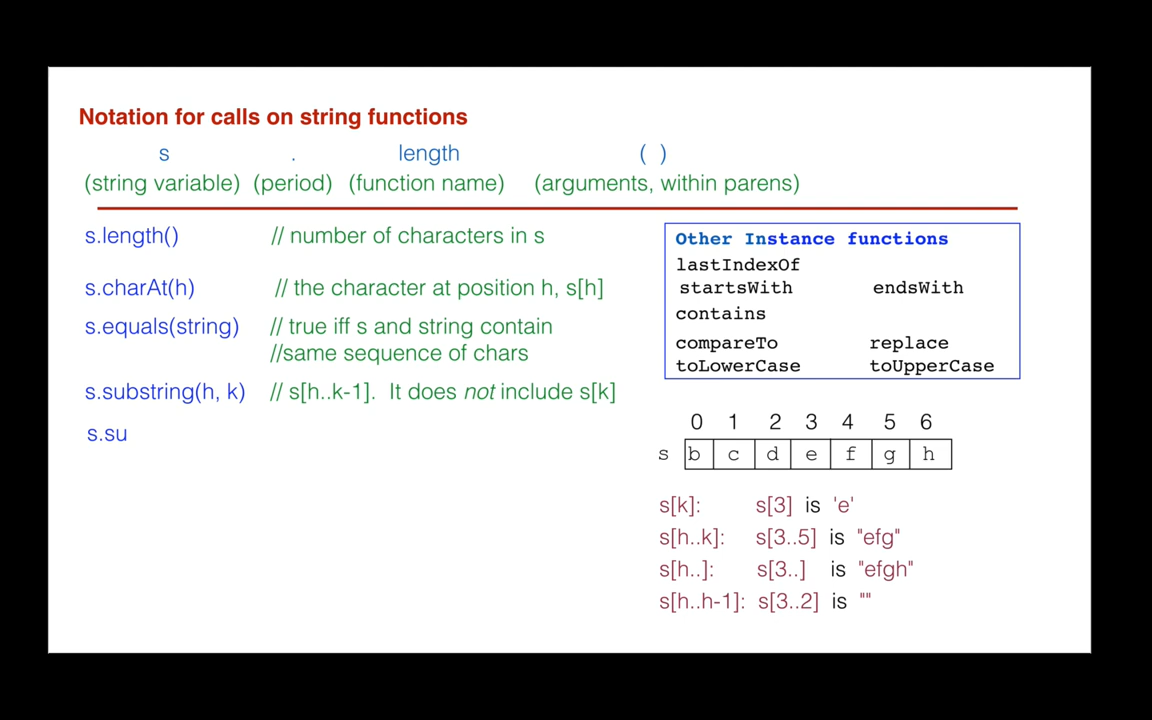 Notation for calls on string functions
s . length ( )
(string variable) (period) (function name) (arguments, within parens)
s.length() // number of characters in s
s.charAt(h) // the character at position h, s[h]
s.equals(string) // true iff s and string contain
//same sequence of chars
s.substring(h, k) // s[h..k-1]. It does not include s[k]
s.su
Other Instance functions
lastIndexOf
startsWith endsWith
contains
compareTo replace
toLowerCase toUpperCase
0 1 2 3 4 5 6
s b c d e f g h
s[k]: s[3] is 'e'
s[h..k]: s[3..5] is "efg"
s[h..]: s[3..] is "efgh"
s[h..h-1]: s[3..2] is ""